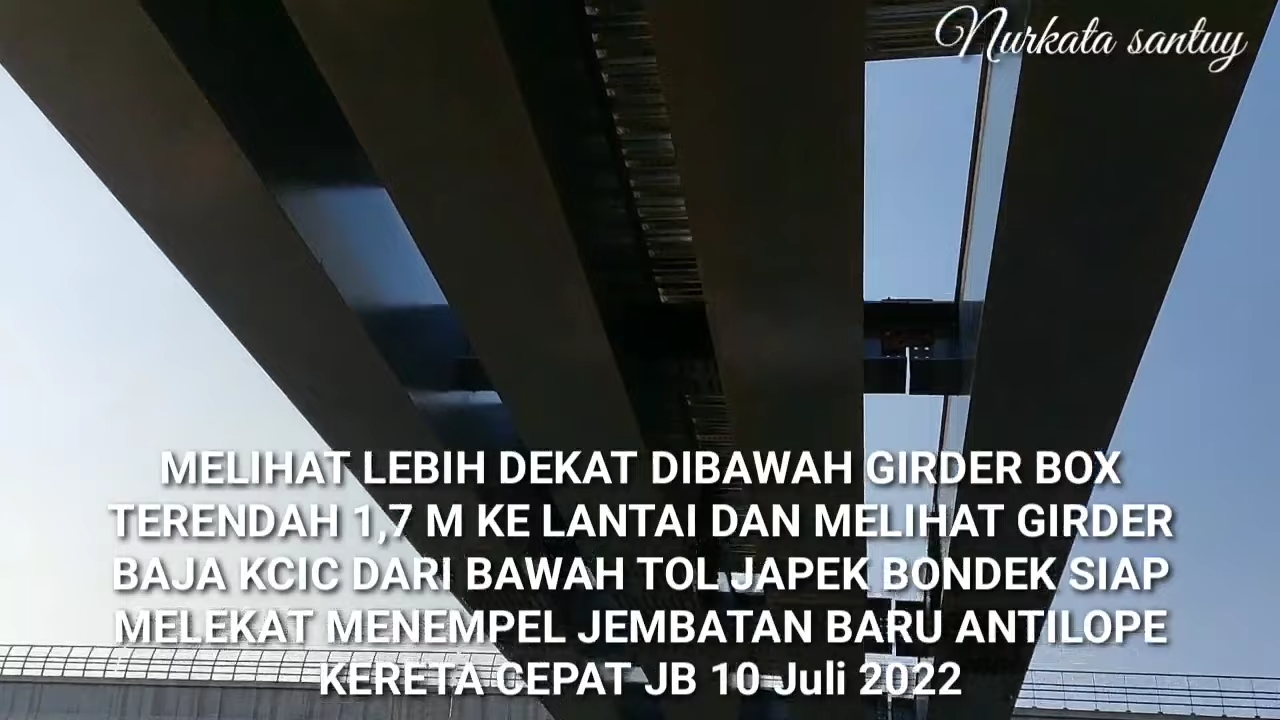 Nurkata santuy
MELIHAT LEBIH DEKAT DIBAWAH GIRDER BOX
TERENDAH 1,7 M KE LANTAI DAN MELIHAT GIRDER
BAJA KCIC DARI BAWAH TOL JAPEK BONDEK SIAP
MELEKAT MENEMPEL JEMBATAN BARU ANTILOPE
KERETA CEPAT JB 10 Juli 2022